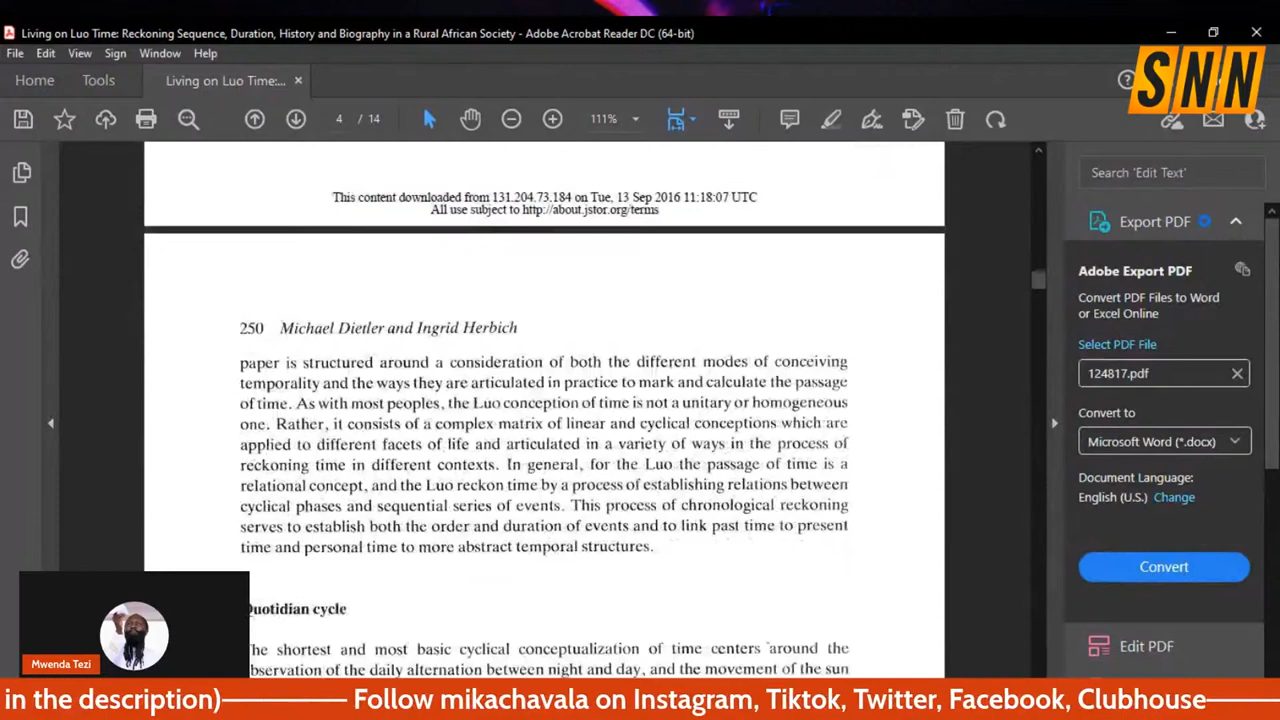 Living on Luo Time: Reckoning Sequence, Duration, History and Biography in a Rural African Society - Adobe Acrobat Reader DC (64-bit)
File Edit View Sign Window Help
Home Tools Living on Luo Time:...
SNN
4 / 14
111%
This content downloaded from 131.204.73.184 on Tue, 13 Sep 2016 11:18:07 UTC
All use subject to http://about.jstor.org/terms
250 Michael Dietler and Ingrid Herbich
paper is structured around a consideration of both the different modes of conceiving
temporality and the ways they are articulated in practice to mark and calculate the passage
of time. As with most peoples, the Luo conception of time is not a unitary or homogeneous
one. Rather, it consists of a complex matrix of linear and cyclical conceptions which are
applied to different facets of life and articulated in a variety of ways in the process of
reckoning time in different contexts. In general, for the Luo the passage of time is a
relational concept, and the Luo reckon time by a process of establishing relations between
cyclical phases and sequential series of events. This process of chronological reckoning
serves to establish both the order and duration of events and to link past time to present
time and personal time to more abstract temporal structures.
Quotidian cycle
The shortest and most basic cyclical conceptualization of time centers around the
observation of the daily alternation between night and day, and the movement of the sun
Search 'Edit Text'
Export PDF
Adobe Export PDF
Convert PDF Files to Word
or Excel Online
Select PDF File
124817.pdf
Convert to
Microsoft Word (*.docx)
Document Language:
English (U.S.) Change
Convert
Edit PDF
Mwenda Tezi
in the description)———— Follow mikachavala on Instagram, Tiktok, Twitter, Facebook, Clubhouse———